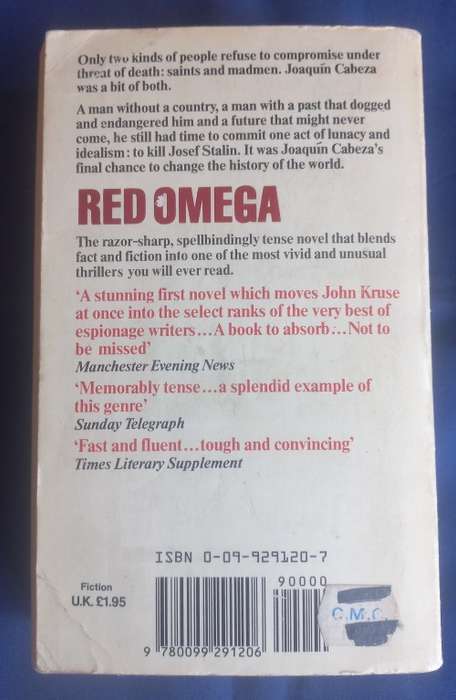 Only two kinds of people refuse to compromise under
threat of death: saints and madmen. Joaquín Cabeza
was a bit of both.
A man without a country, a man with a past that dogged
and endangered him and a future that might never
come, he still had time to commit one act of lunacy and
idealism: to kill Josef Stalin. It was Joaquín Cabeza's
final chance to change the history of the world.
RED OMEGA
The razor-sharp, spellbindingly tense novel that blends
fact and fiction into one of the most vivid and unusual
thrillers you will ever read.
'A stunning first novel which moves John Kruse
at once into the select ranks of the very best of
espionage writers...A book to absorb...Not to
be missed'
Manchester Evening News
'Memorably tense...a splendid example of
this genre'
Sunday Telegraph
'Fast and fluent...tough and convincing'
Times Literary Supplement
ISBN 0-09-929120-7
90000
Fiction
U.K. £1.95
C.M.C.
9 780099 291206